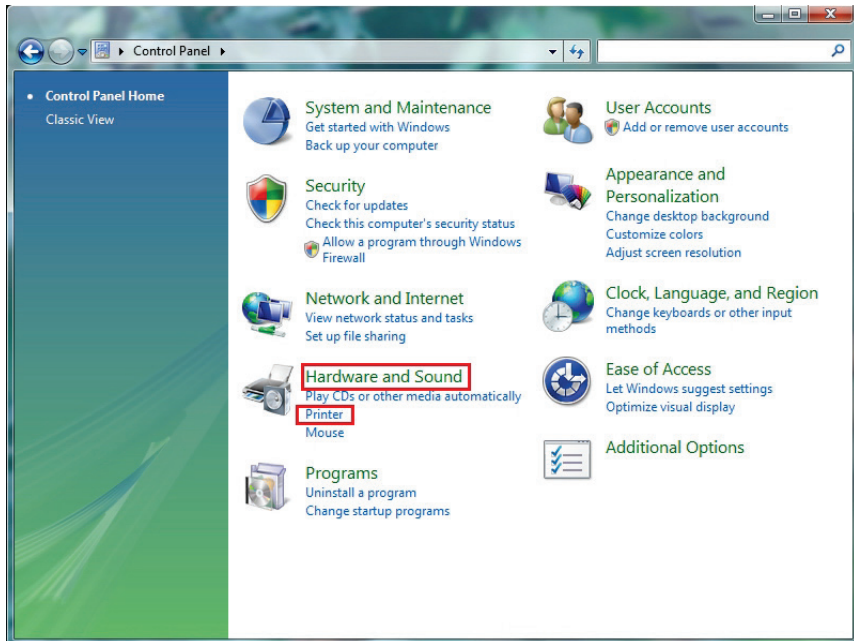 Control Panel
Control Panel Home
Classic View
System and Maintenance
Get started with Windows
Back up your computer
Security
Check for updates
Check this computer's security status
Allow a program through Windows
Firewall
Network and Internet
View network status and tasks
Set up file sharing
Hardware and Sound
Play CDs or other media automatically
Printer
Mouse
Programs
Uninstall a program
Change startup programs
User Accounts
Add or remove user accounts
Appearance and
Personalization
Change desktop background
Customize colors
Adjust screen resolution
Clock, Language, and Region
Change keyboards or other input
methods
Ease of Access
Let Windows suggest settings
Optimize visual display
Additional Options